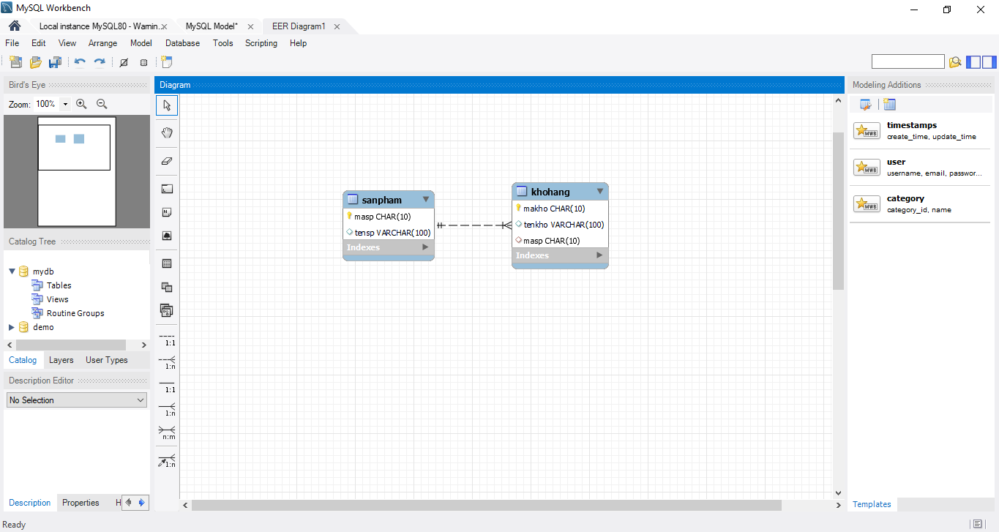 MySQL Workbench
Local instance MySQL80 - Warnin.. MySQL Model* EER Diagram1
File Edit View Arrange Model Database Tools Scripting Help
Bird's Eye
Zoom: 100%
Catalog Tree
mydb
Tables
Views
Routine Groups
demo
Catalog Layers User Types
Description Editor
No Selection
Description Properties H
Ready
Diagram
1:1
1:n
1:1
1:n
n:m
1:n
sanpham
masp CHAR(10)
tensp VARCHAR(100)
Indexes
khohang
makho CHAR(10)
tenkho VARCHAR(100)
masp CHAR(10)
Indexes
Modeling Additions
MWB
timestamps
create_time, update_time
MWB
user
username, email, passwor...
MWB
category
category_id, name
Templates